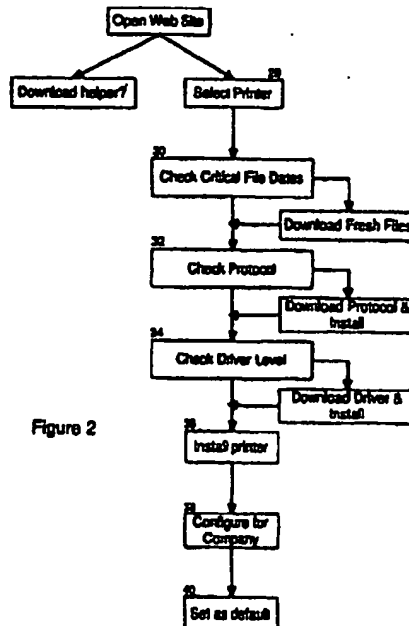 Open Web Site
Download helper?
28
Select Printer
30
Check Critical File Dates
Download Fresh Files
32
Check Protocol
Download Protocol &
Install
34
Check Driver Level
Download Driver &
Install
Figure 2
Install printer
38
Configure for
Company
40
Set as default